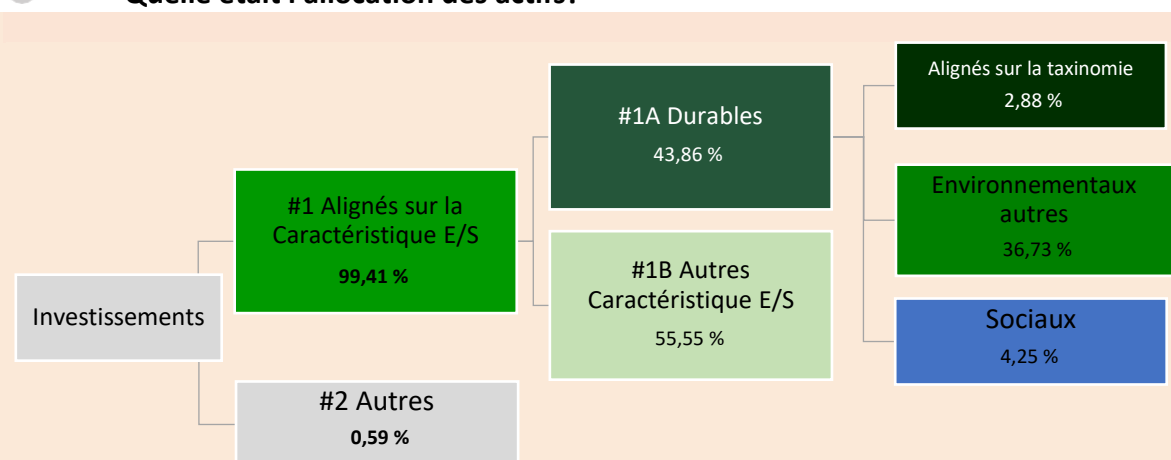 Quelle était l'allocation des actifs?
Investissements
#1 Alignés sur la
Caractéristique E/S
99,41 %
#2 Autres
0,59 %
#1A Durables
43,86 %
#1B Autres
Caractéristique E/S
55,55 %
Alignés sur la taxinomie
2,88 %
Environnementaux
autres
36,73 %
Sociaux
4,25 %